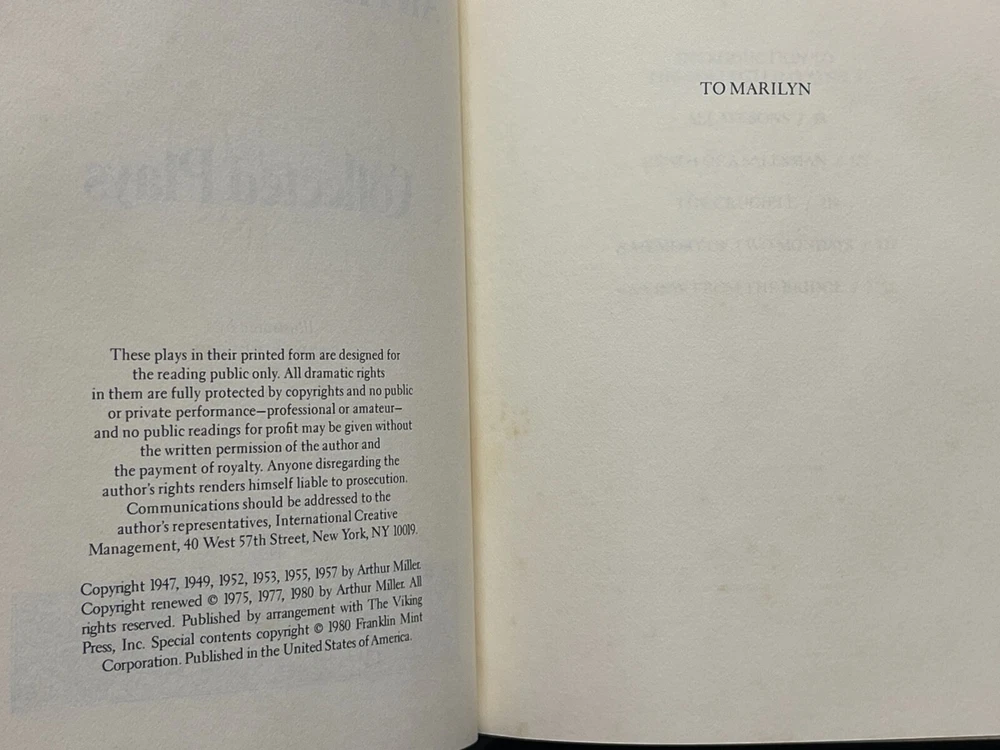 These plays in their printed form are designed for
the reading public only. All dramatic rights
in them are fully protected by copyrights and no public
or private performance—professional or amateur—
and no public readings for profit may be given without
the written permission of the author and
the payment of royalty. Anyone disregarding the
author's rights renders himself liable to prosecution.
Communications should be addressed to the
author's representatives, International Creative
Management, 40 West 57th Street, New York, NY 10019.
Copyright 1947, 1949, 1952, 1953, 1955, 1957 by Arthur Miller.
Copyright renewed © 1975, 1977, 1980 by Arthur Miller. All
rights reserved. Published by arrangement with The Viking
Press, Inc. Special contents copyright © 1980 Franklin Mint
Corporation. Published in the United States of America.
TO MARILYN